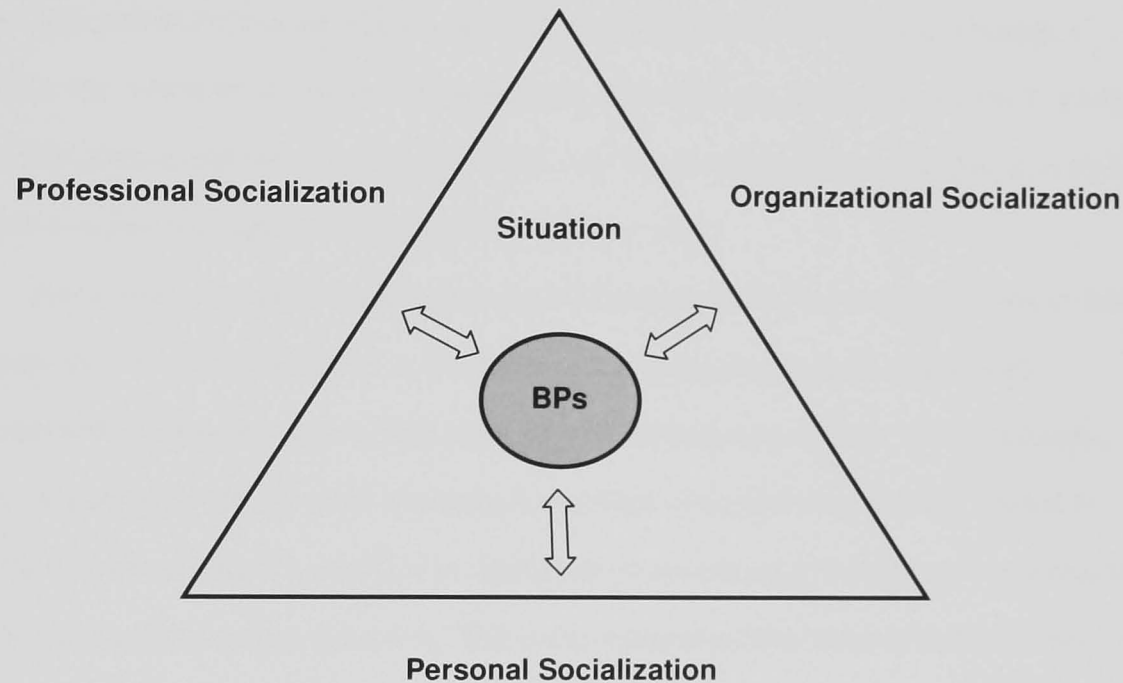 Professional Socialization
Organizational Socialization
Situation
BPs
Personal Socialization